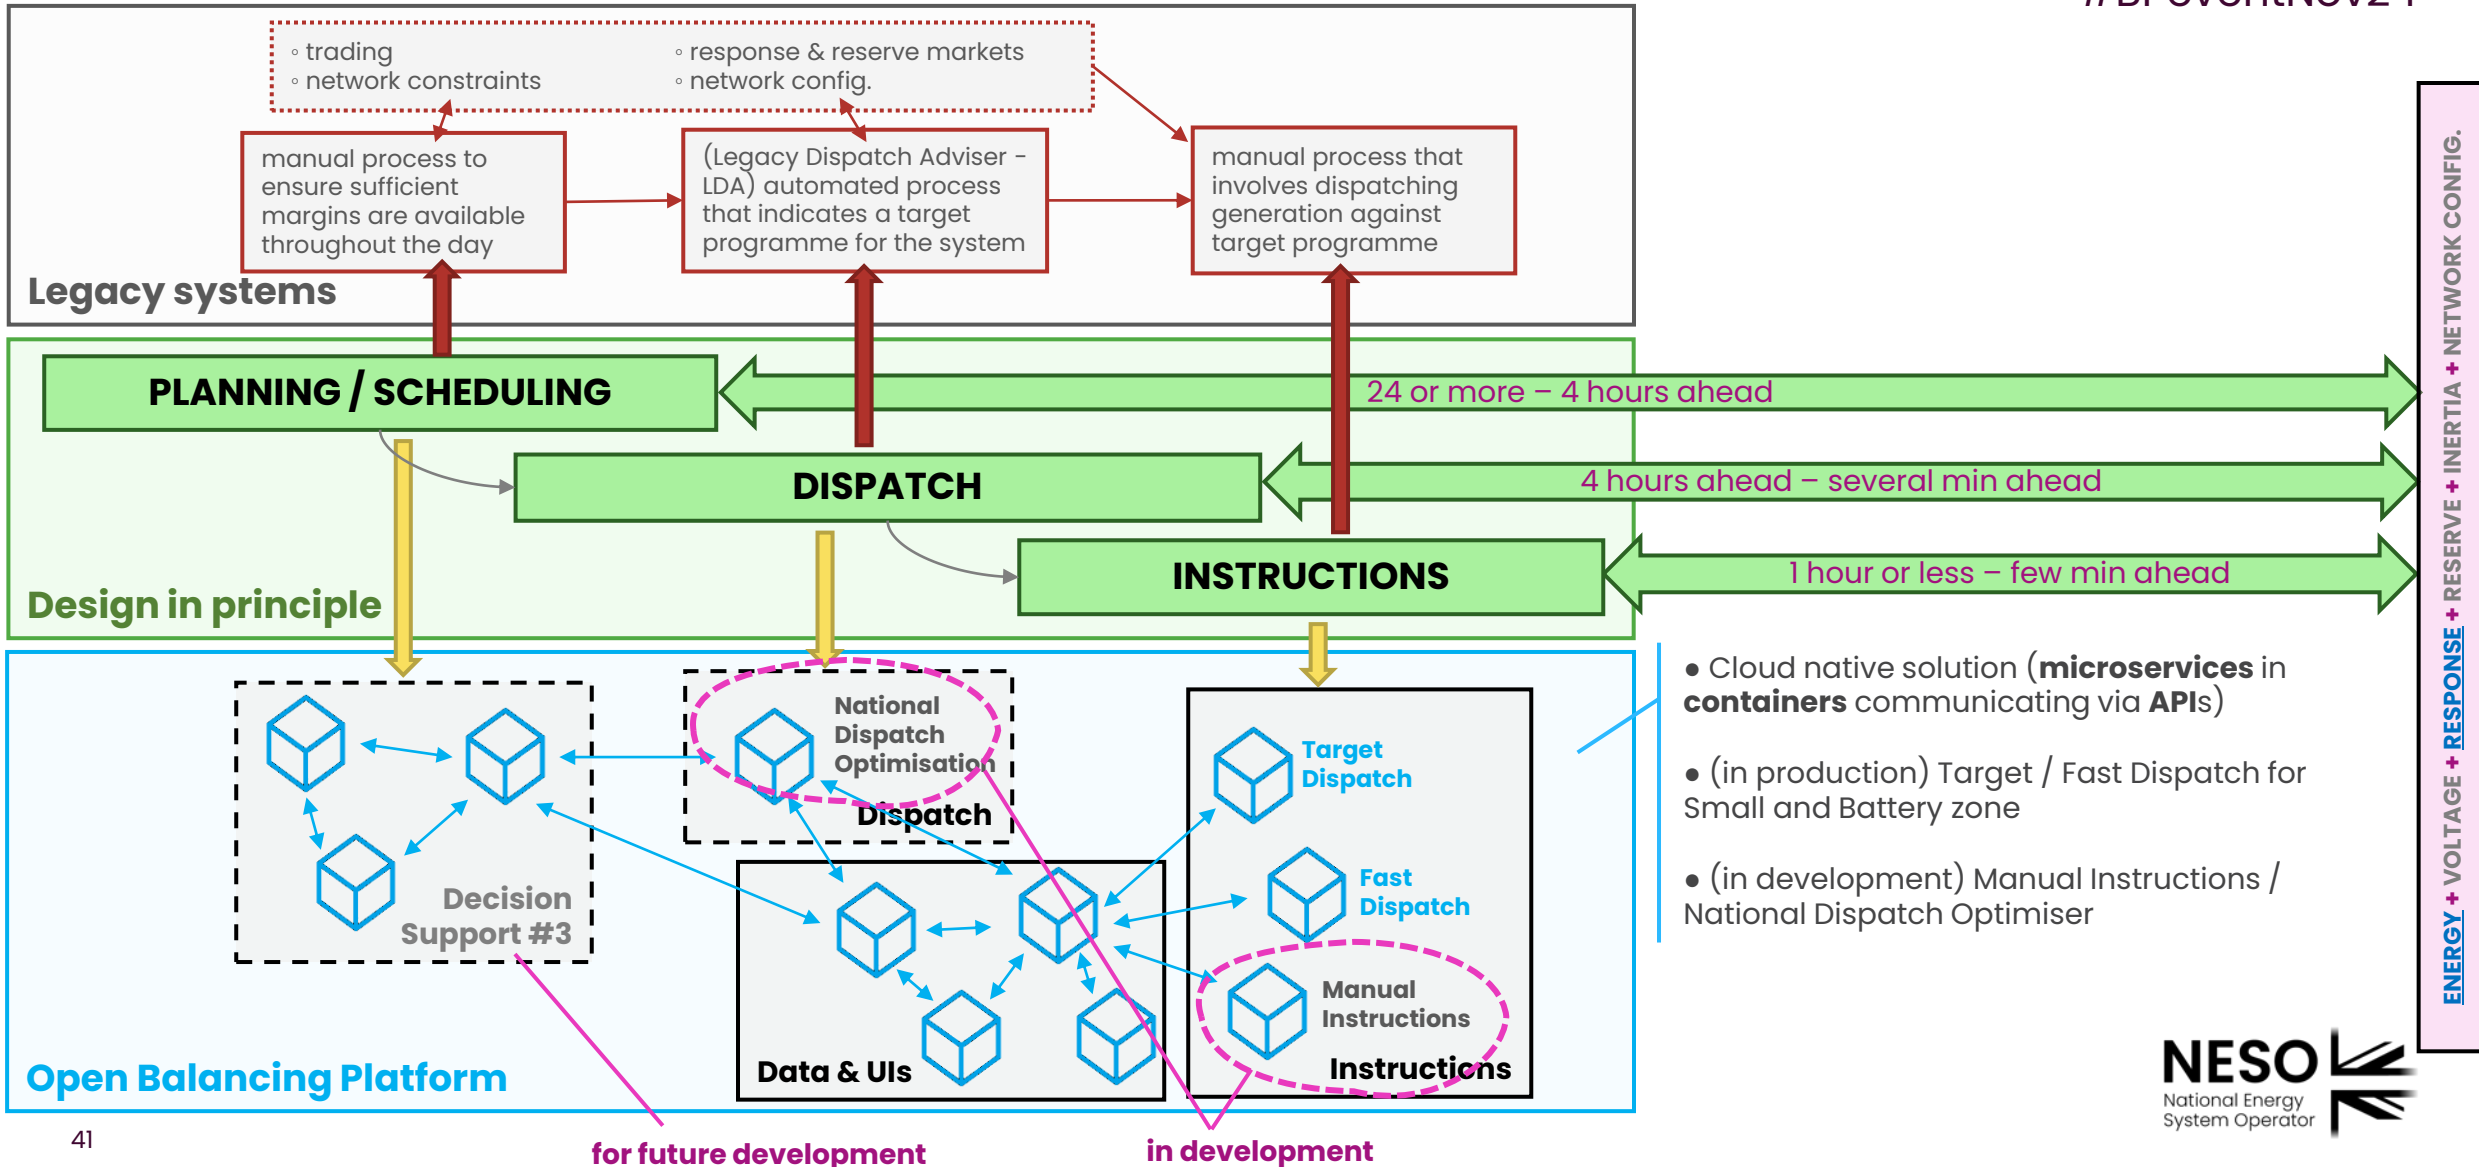 ◦ trading
◦ network constraints
◦ response & reserve markets
◦ network config.
manual process to
ensure sufficient
margins are available
throughout the day
(Legacy Dispatch Adviser -
LDA) automated process
that indicates a target
programme for the system
manual process that
involves dispatching
generation against
target programme
Legacy systems
PLANNING / SCHEDULING
24 or more – 4 hours ahead
DISPATCH
4 hours ahead – several min ahead
INSTRUCTIONS
1 hour or less – few min ahead
Design in principle
ENERGY + VOLTAGE + RESPONSE + RESERVE + INERTIA + NETWORK CONFIG.
National
Dispatch
Optimisation
Dispatch
Decision
Support #3
Target
Dispatch
Fast
Dispatch
Manual
Instructions
Instructions
Data & UIs
Open Balancing Platform
● Cloud native solution (microservices in
containers communicating via APIs)
● (in production) Target / Fast Dispatch for
Small and Battery zone
● (in development) Manual Instructions /
National Dispatch Optimiser
NESO
National Energy
System Operator
41
for future development
in development